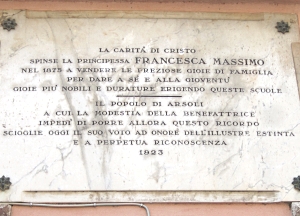 LA CARITÀ DI CRISTO
SPINSE LA PRINCIPESSA FRANCESCA MASSIMO
NEL 1875 A VENDERE LE PREZIOSE GIOIE DI FAMIGLIA
PER DARE A SÈ E ALLA GIOVENTÙ
GIOIE PIÙ NOBILI E DURATURE ERIGENDO QUESTE SCUOLE
IL POPOLO DI ARSOLI
A CUI LA MODESTIA DELLA BENEFATTRICE
IMPEDÌ DI PORRE ALLORA QUESTO RICORDO
SCIOGLIE OGGI IL SUO VOTO AD ONORE DELL'ILLUSTRE ESTINTA
E A PERPETUA RICONOSCENZA
1923